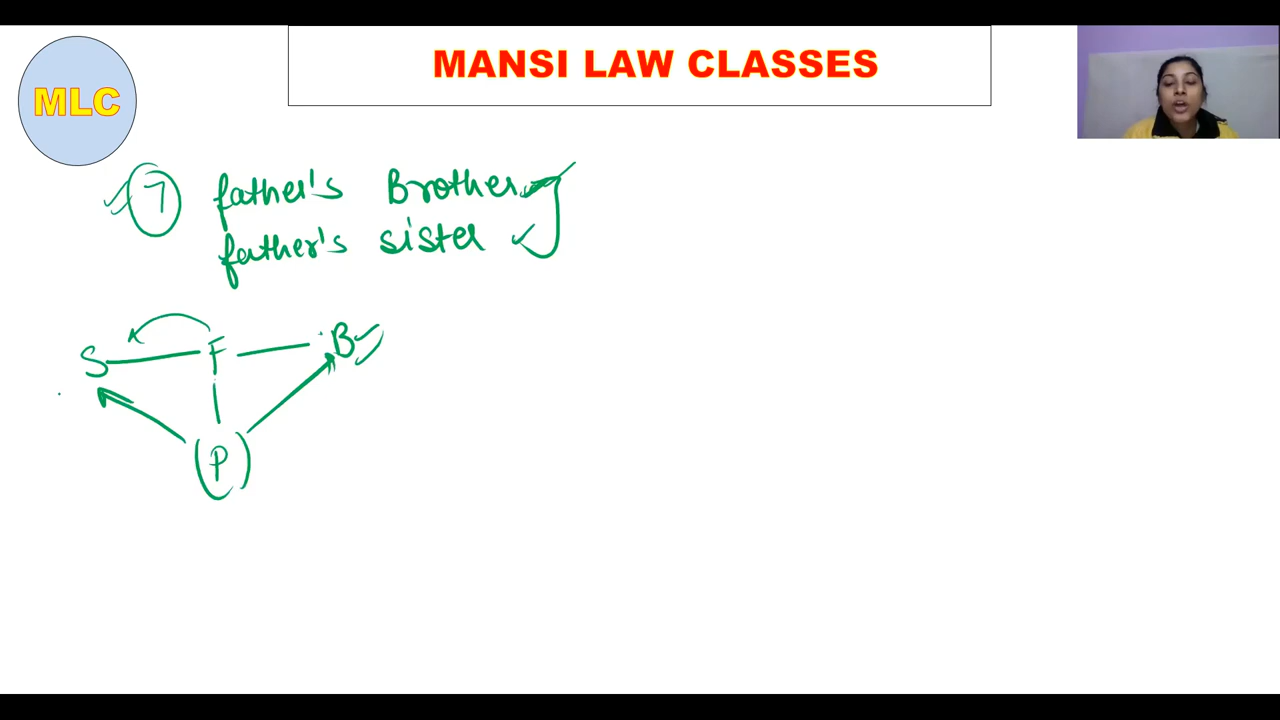 MLC
MANSI LAW CLASSES
7 father's Brother
father's sister
S F B
P